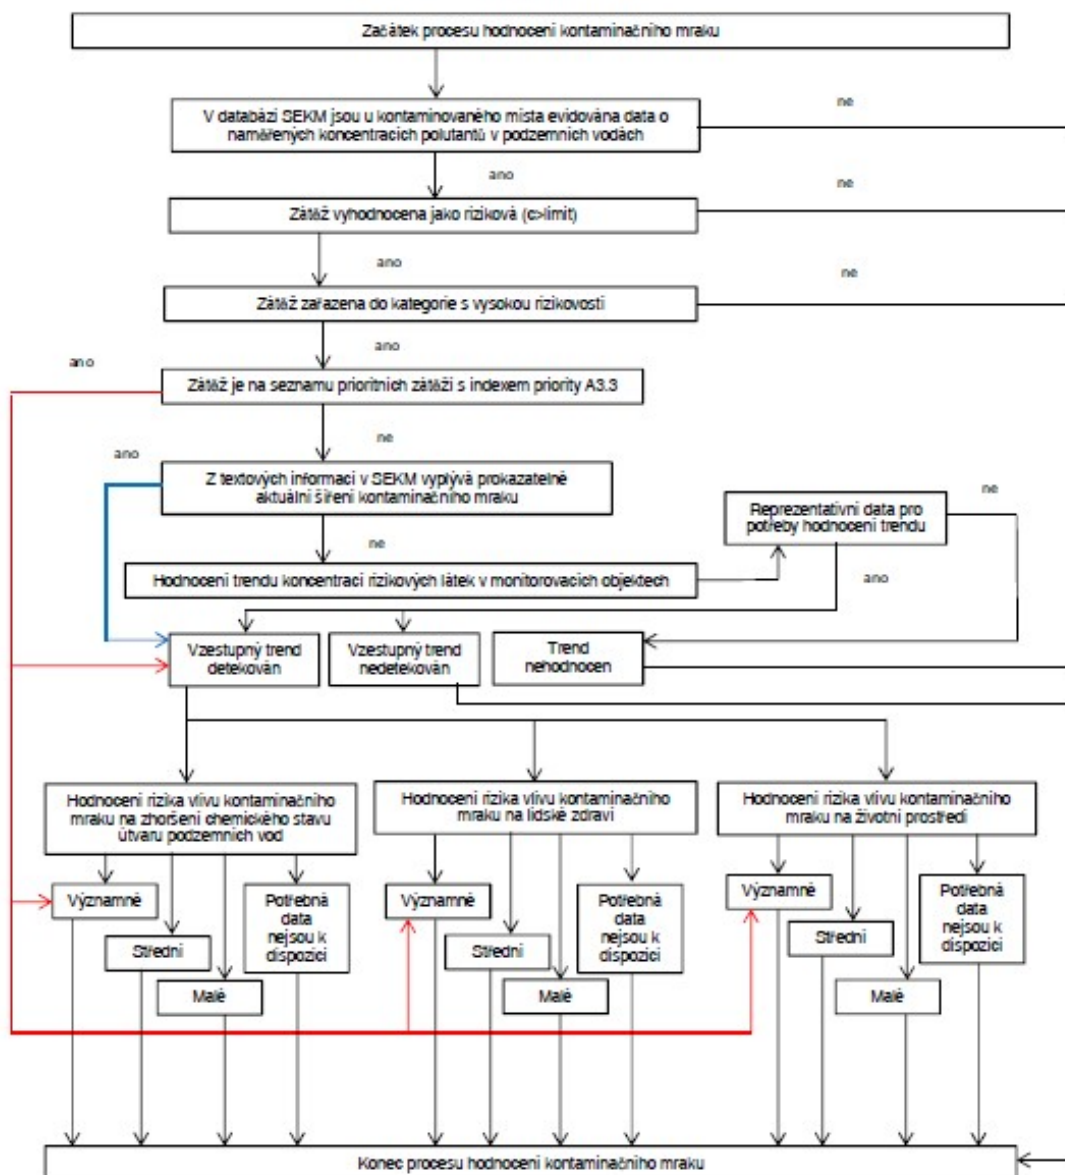 Začátek procesu hodnocení kontaminačního mraku
ne
V databázi SEKM jsou u kontaminovaného místa evidována data o
naměřených koncentracích polutantů v podzemních vodách
ano
ne
Zátěž vyhodnocena jako riziková (c>limit)
ano
ne
Zátěž zařazena do kategorie s vysokou rizikovostí
ano
ano
Zátěž je na seznamu prioritních zátěží s indexem priority A3.3
ne
ano
Z textových informací v SEKM vyplývá prokazatelně
aktuální šíření kontaminačního mraku
ne
Reprezentativní data pro
potřeby hodnocení trendu
ne
Hodnocení trendu koncentrací rizikových látek v monitorovacích objektech
ano
Vzestupný trend
detekován
Vzestupný trend
nedetekován
Trend
nehodnocen
Hodnocení rizika vlivu kontaminačního
mraku na zhoršení chemického stavu
útvaru podzemních vod
Hodnocení rizika vlivu kontaminačního
mraku na lidské zdraví
Hodnocení rizika vlivu kontaminačního
mraku na životní prostředí
Významné
Střední
Malé
Potřebná
data
nejsou k
dispozici
Významné
Střední
Malé
Potřebná
data
nejsou k
dispozici
Významné
Střední
Malé
Potřebná
data
nejsou k
dispozici
Konec procesu hodnocení kontaminačního mraku